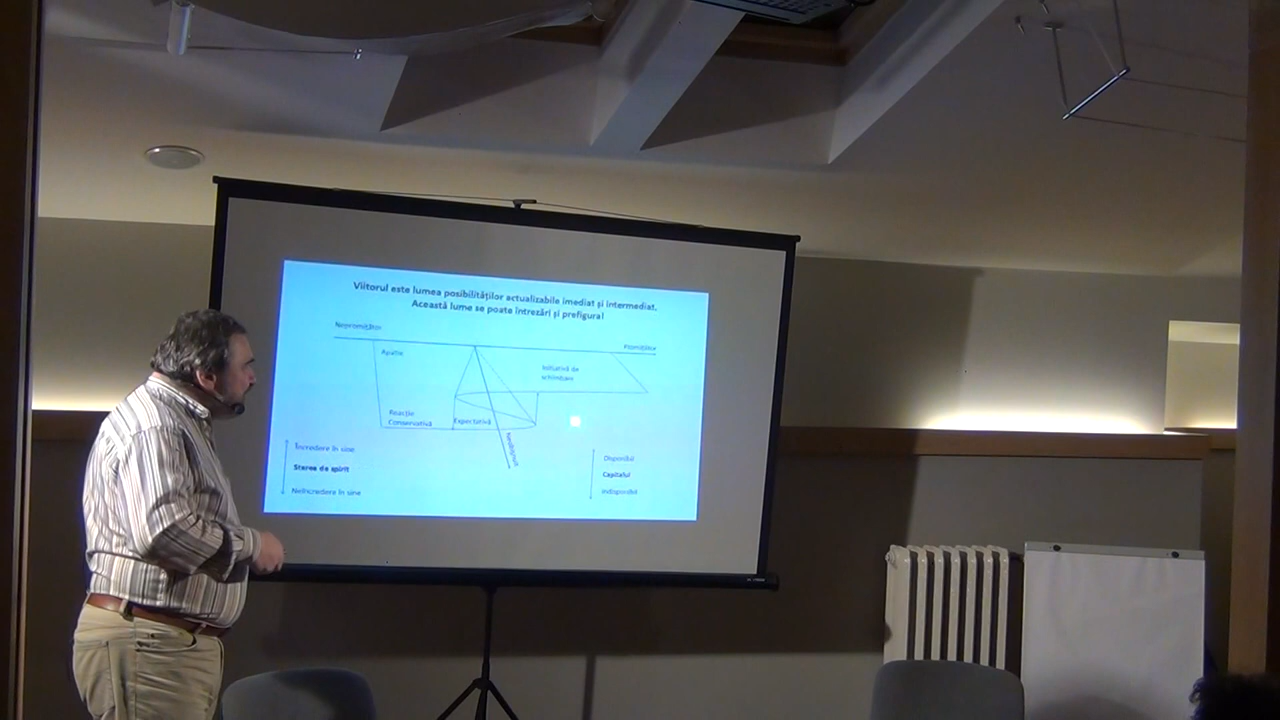 Viitorul este lumea posibilităților actualizabile imediat și intermediat.
Această lume se poate întrezări și prefigura!
Nepromițător
Promițător
Apatie
Inițiativă de
schimbare
Reacție
Conservativă
Expectativă
Încredere în sine
Starea de spirit
Neîncredere în sine
Disponibil
Capitalul
Indisponibil